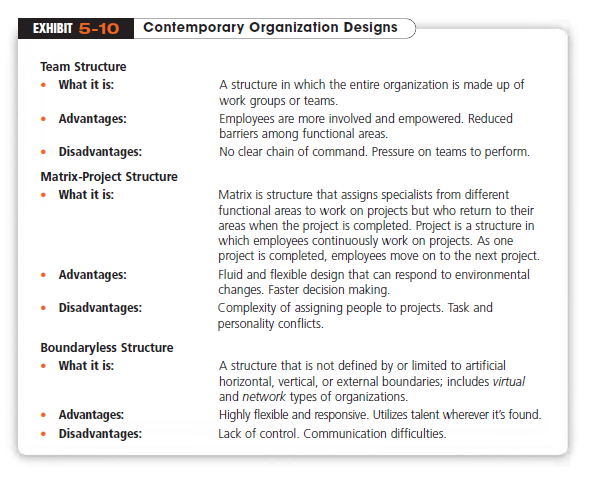 EXHIBIT 5-10 Contemporary Organization Designs
Team Structure
• What it is: A structure in which the entire organization is made up of
work groups or teams.
• Advantages: Employees are more involved and empowered. Reduced
barriers among functional areas.
• Disadvantages: No clear chain of command. Pressure on teams to perform.
Matrix-Project Structure
• What it is: Matrix is structure that assigns specialists from different
functional areas to work on projects but who return to their
areas when the project is completed. Project is a structure in
which employees continuously work on projects. As one
project is completed, employees move on to the next project.
• Advantages: Fluid and flexible design that can respond to environmental
changes. Faster decision making.
• Disadvantages: Complexity of assigning people to projects. Task and
personality conflicts.
Boundaryless Structure
• What it is: A structure that is not defined by or limited to artificial
horizontal, vertical, or external boundaries; includes virtual
and network types of organizations.
• Advantages: Highly flexible and responsive. Utilizes talent wherever it's found.
• Disadvantages: Lack of control. Communication difficulties.